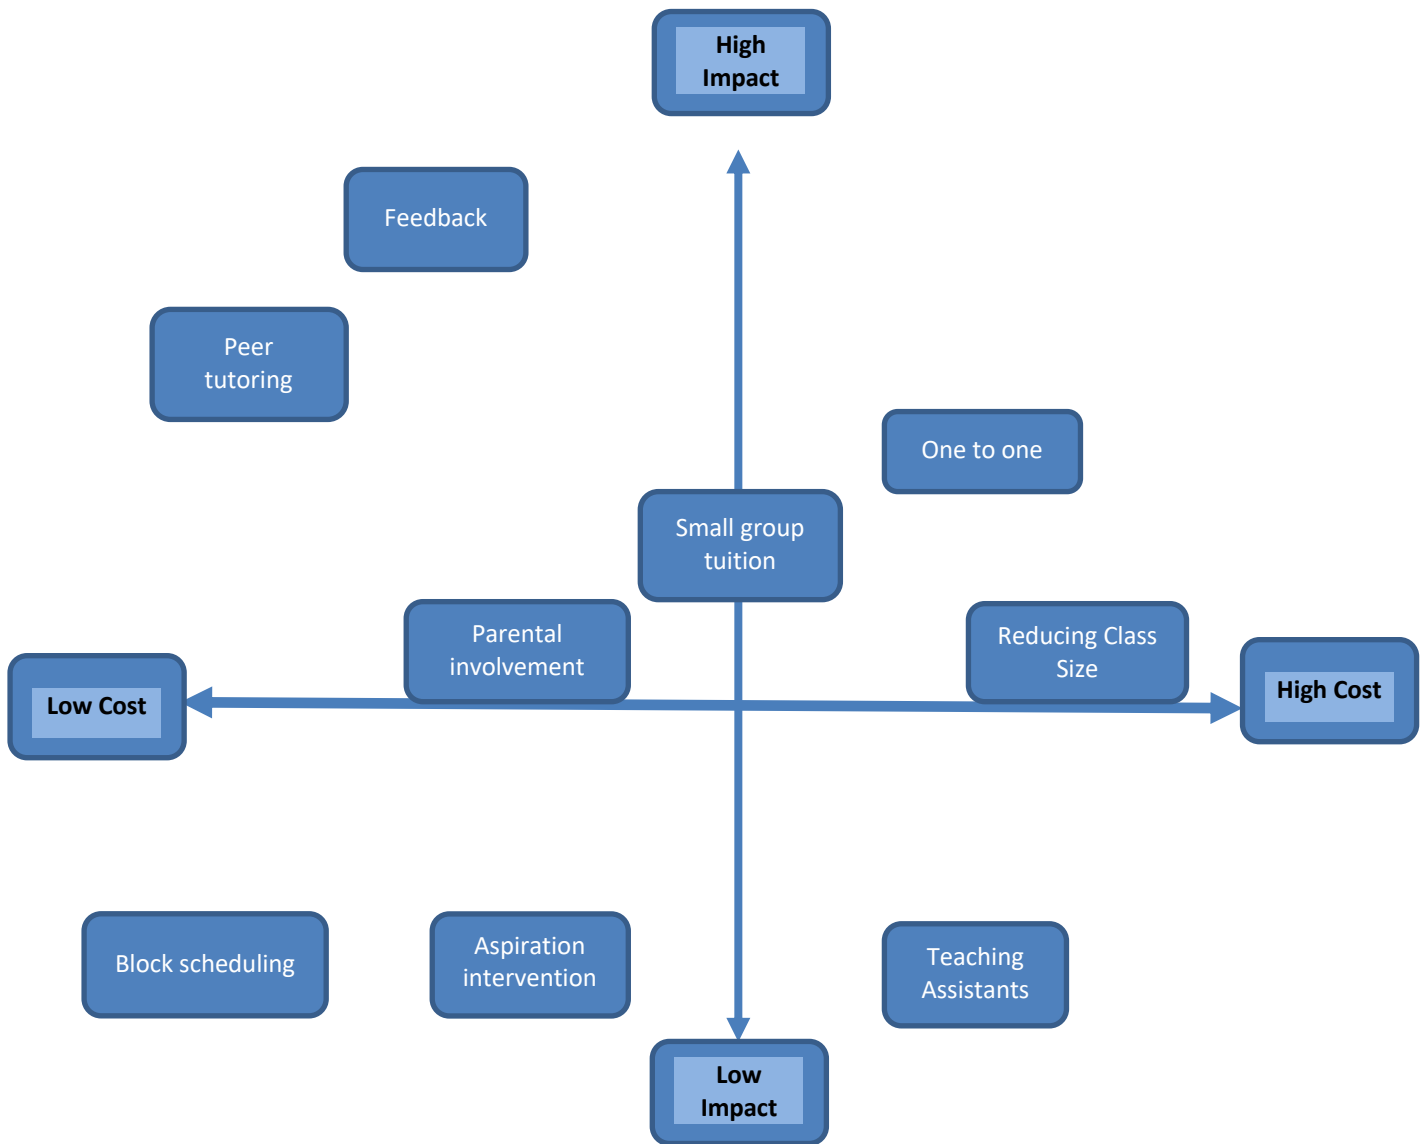 High
Impact
Feedback
Peer
tutoring
One to one
Small group
tuition
Parental
involvement
Reducing Class
Size
Low Cost
High Cost
Block scheduling
Aspiration
intervention
Teaching
Assistants
Low
Impact